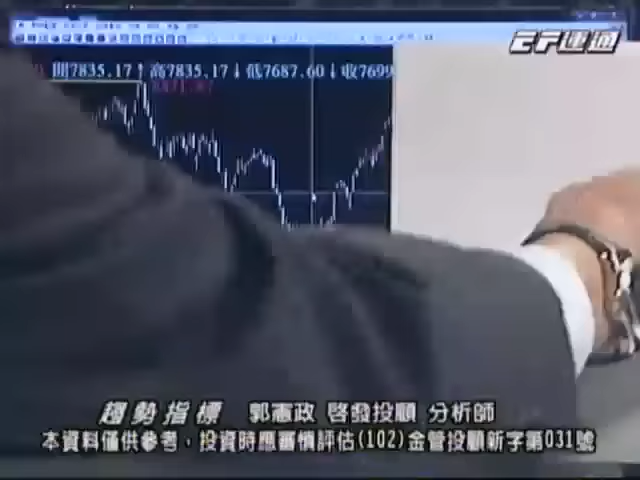 EF運通
開7835.17↑高7835.17↓低7687.60↓收7699
趨勢指標 郭憲政 啓發投顧 分析師
本資料僅供參考，投資時應審慎評估(102)金管投顧新字第031號